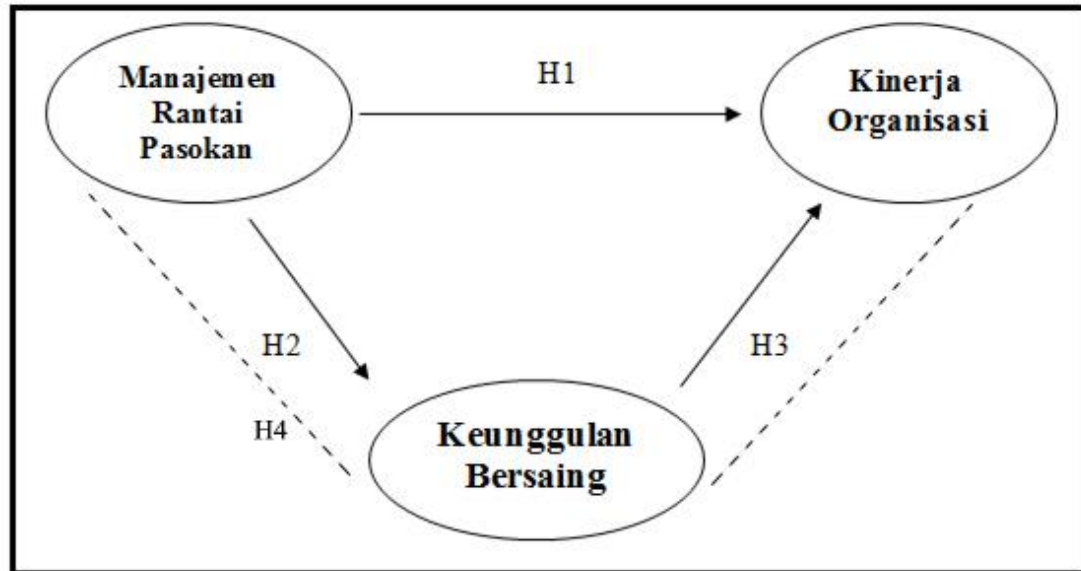 Manajemen
Rantai
Pasokan
H1
Kinerja
Organisasi
H2
H3
H4
Keunggulan
Bersaing